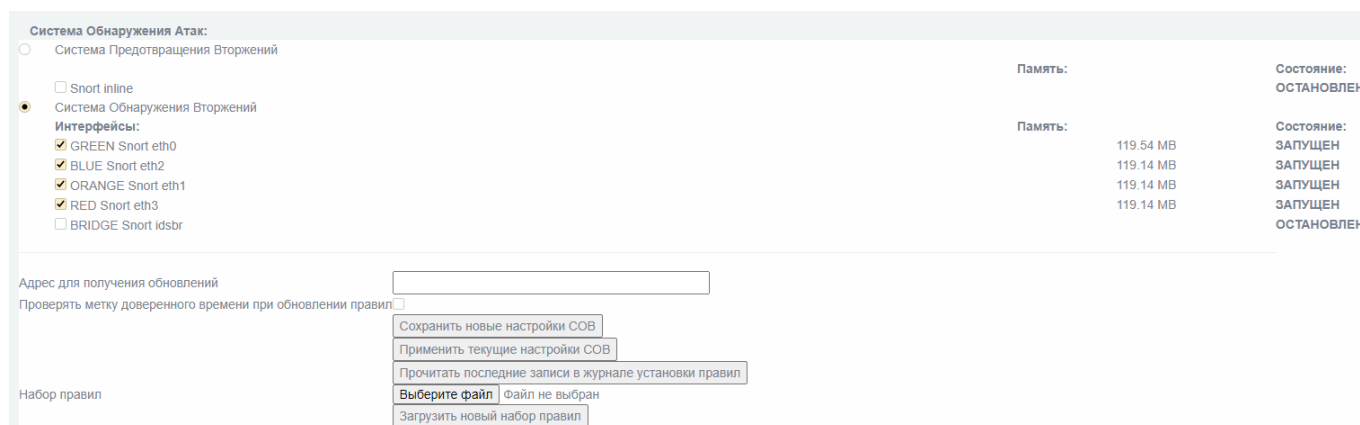 Система Обнаружения Атак:
Система Предотвращения Вторжений
Память: Состояние:
Snort inline ОСТАНОВЛЕН
Система Обнаружения Вторжений
Интерфейсы: Память: Состояние:
GREEN Snort eth0 119.54 MB ЗАПУЩЕН
BLUE Snort eth2 119.14 MB ЗАПУЩЕН
ORANGE Snort eth1 119.14 MB ЗАПУЩЕН
RED Snort eth3 119.14 MB ЗАПУЩЕН
BRIDGE Snort idsbr ОСТАНОВЛЕН
Адрес для получения обновлений
Проверять метку доверенного времени при обновлении правил
Сохранить новые настройки СОВ
Применить текущие настройки СОВ
Прочитать последние записи в журнале установки правил
Набор правил Выберите файл Файл не выбран
Загрузить новый набор правил